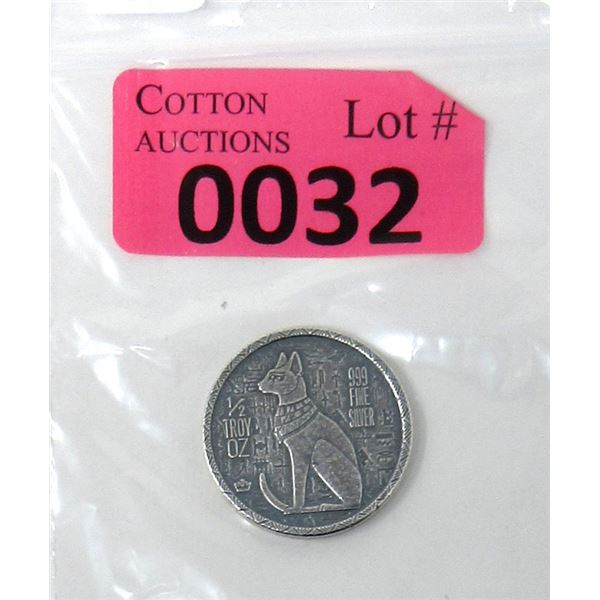 COTTON
AUCTIONS
Lot #
0032
1/2
TROY
OZ
999
FINE
SILVER